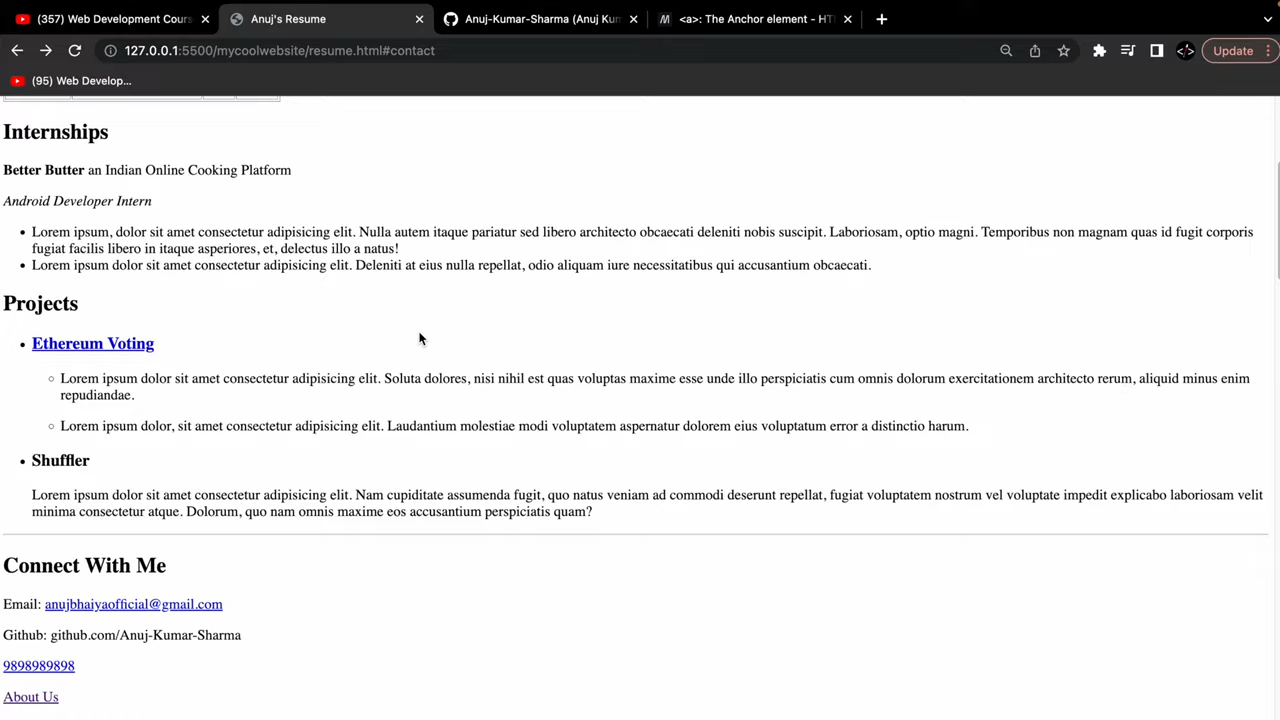 (357) Web Development Cours
Anuj's Resume
Anuj-Kumar-Sharma (Anuj Kum
<a>: The Anchor element - HT
127.0.0.1:5500/mycoolwebsite/resume.html#contact
Update
(95) Web Develop...
Internships
Better Butter an Indian Online Cooking Platform
Android Developer Intern
Lorem ipsum, dolor sit amet consectetur adipisicing elit. Nulla autem itaque pariatur sed libero architecto obcaecati deleniti nobis suscipit. Laboriosam, optio magni. Temporibus non magnam quas id fugit corporis
fugiat facilis libero in itaque asperiores, et, delectus illo a natus!
Lorem ipsum dolor sit amet consectetur adipisicing elit. Deleniti at eius nulla repellat, odio aliquam iure necessitatibus qui accusantium obcaecati.
Projects
Ethereum Voting
Lorem ipsum dolor sit amet consectetur adipisicing elit. Soluta dolores, nisi nihil est quas voluptas maxime esse unde illo perspiciatis cum omnis dolorum exercitationem architecto rerum, aliquid minus enim
repudiandae.
Lorem ipsum dolor, sit amet consectetur adipisicing elit. Laudantium molestiae modi voluptatem aspernatur dolorem eius voluptatum error a distinctio harum.
Shuffler
Lorem ipsum dolor sit amet consectetur adipisicing elit. Nam cupiditate assumenda fugit, quo natus veniam ad commodi deserunt repellat, fugiat voluptatem nostrum vel voluptate impedit explicabo laboriosam velit
minima consectetur atque. Dolorum, quo nam omnis maxime eos accusantium perspiciatis quam?
Connect With Me
Email: anujbhaiyaofficial@gmail.com
Github: github.com/Anuj-Kumar-Sharma
9898989898
About Us